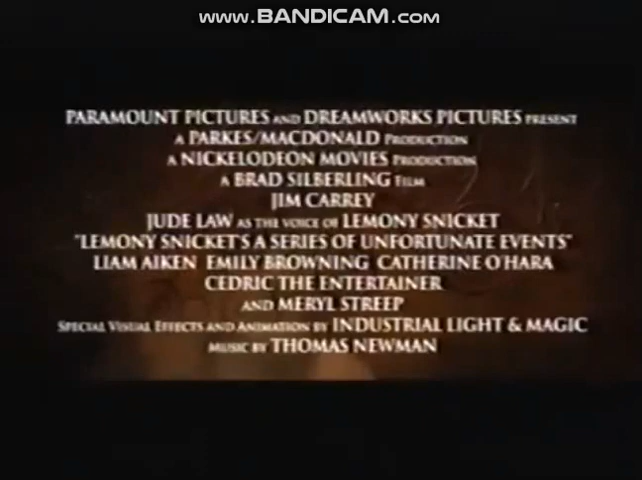 www.BANDICAM.com
PARAMOUNT PICTURES AND DREAMWORKS PICTURES PRESENT
A PARKES/MACDONALD PRODUCTION
A NICKELODEON MOVIES PRODUCTION
A BRAD SILBERLING FILM
JIM CARREY
JUDE LAW AS THE VOICE OF LEMONY SNICKET
"LEMONY SNICKET'S A SERIES OF UNFORTUNATE EVENTS"
LIAM AIKEN EMILY BROWNING CATHERINE O'HARA
CEDRIC THE ENTERTAINER
AND MERYL STREEP
SPECIAL VISUAL EFFECTS AND ANIMATION BY INDUSTRIAL LIGHT & MAGIC
MUSIC BY THOMAS NEWMAN